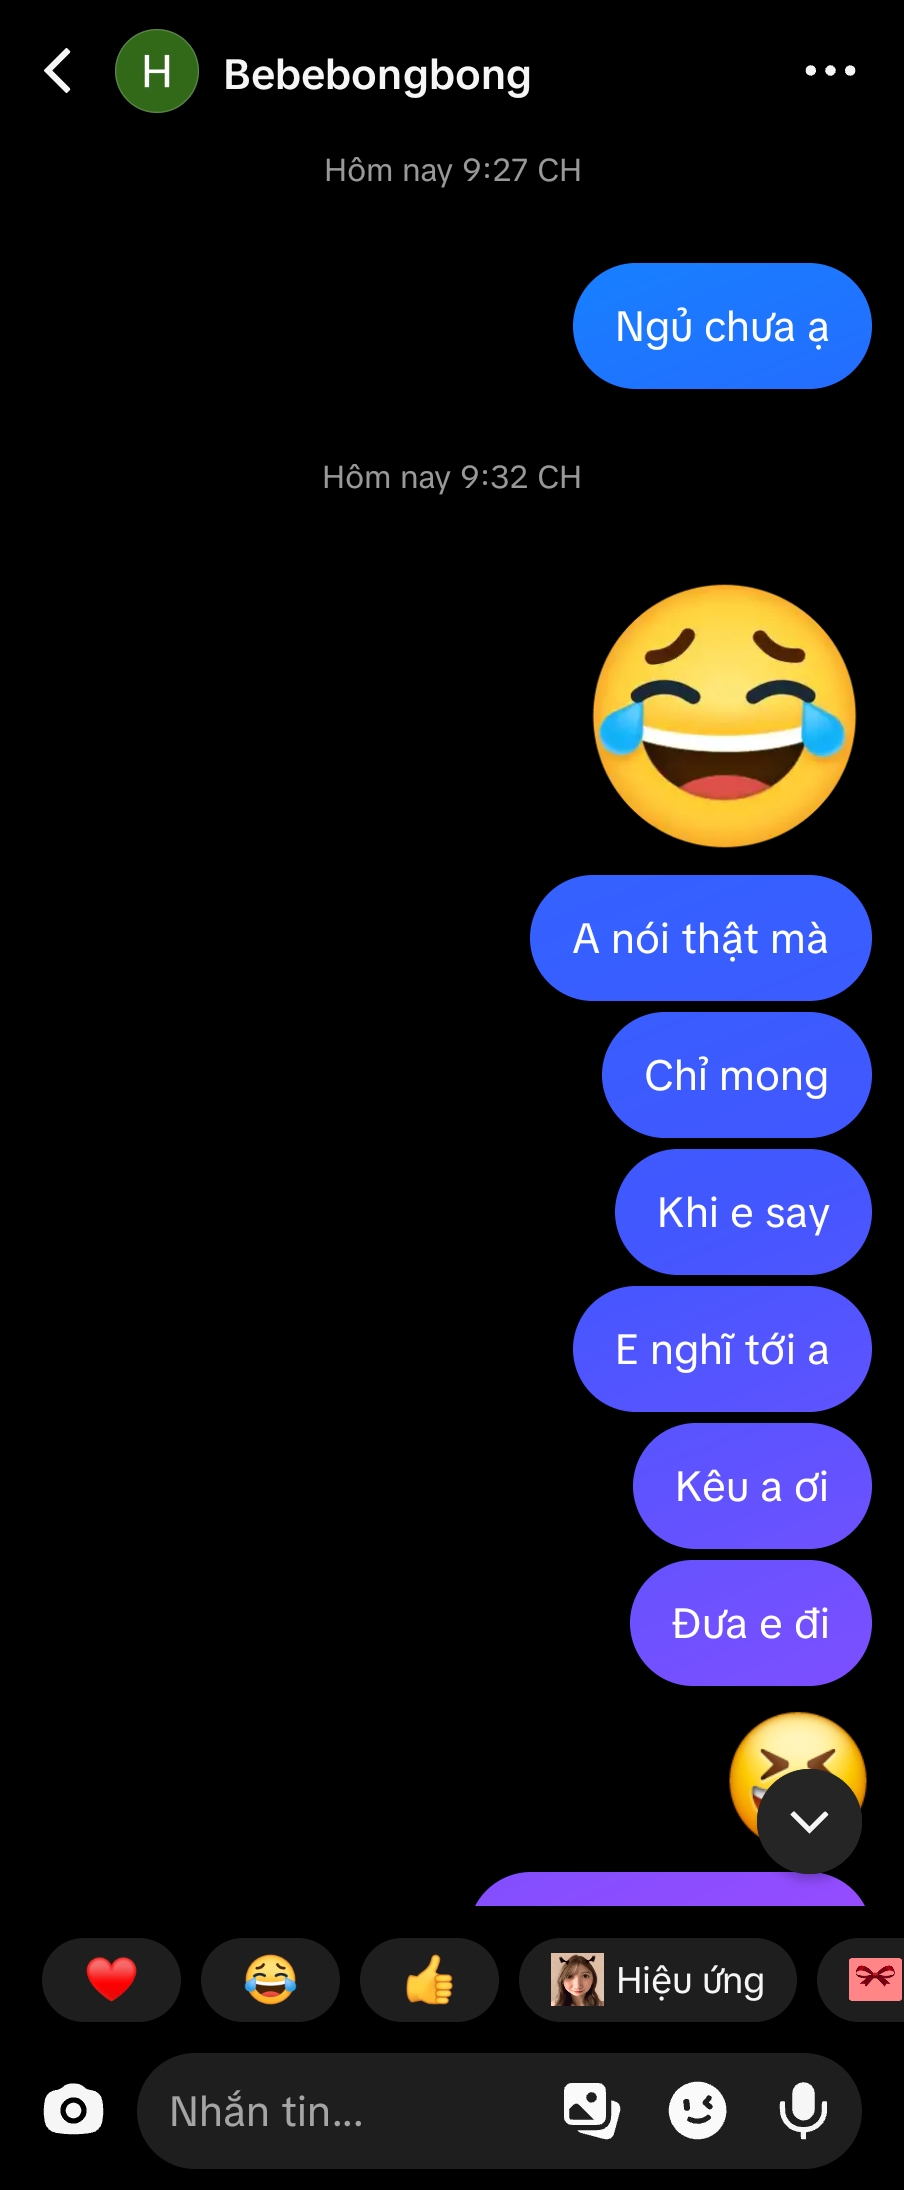 H
Bebebongbong
Hôm nay 9:27 CH
Ngủ chưa ạ
Hôm nay 9:32 CH
A nói thật mà
Chỉ mong
Khi e say
E nghĩ tới a
Kêu a ơi
Đưa e đi
Hiệu ứng
Nhắn tin...